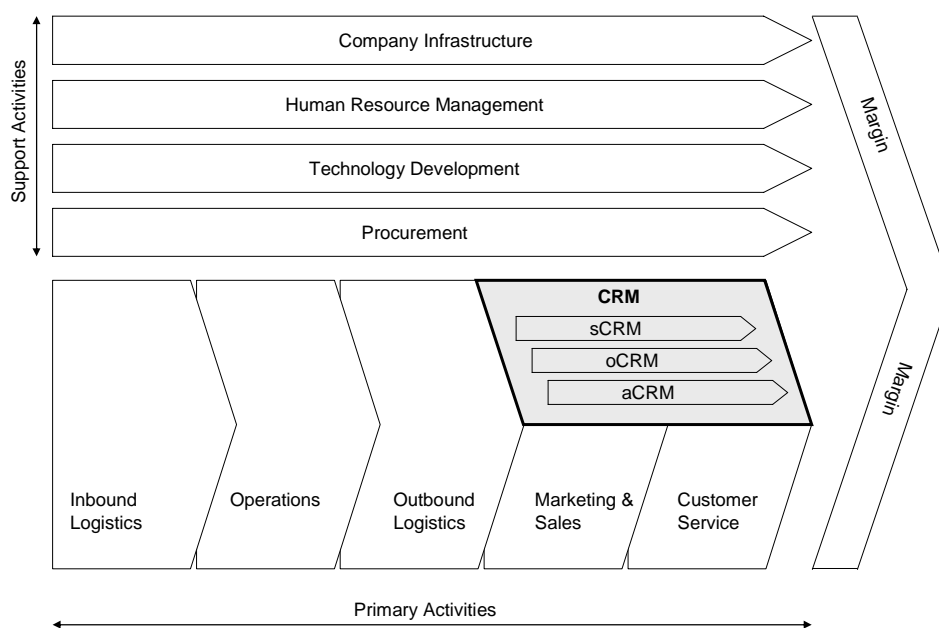 Support Activities
Company Infrastructure
Human Resource Management
Technology Development
Procurement
Margin
CRM
sCRM
oCRM
aCRM
Margin
Inbound
Logistics
Operations
Outbound
Logistics
Marketing &
Sales
Customer
Service
Primary Activities